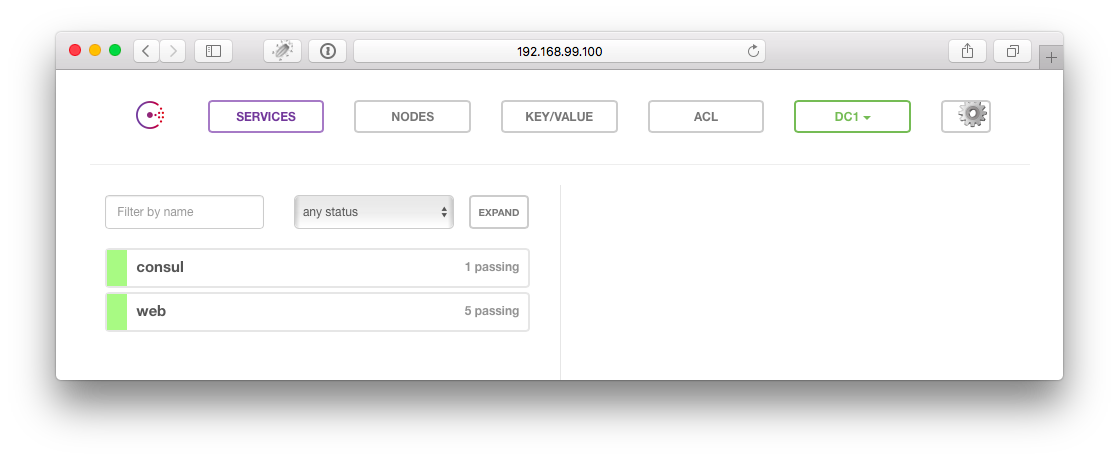 192.168.99.100
SERVICES NODES KEY/VALUE ACL DC1
Filter by name any status EXPAND
consul 1 passing
web 5 passing